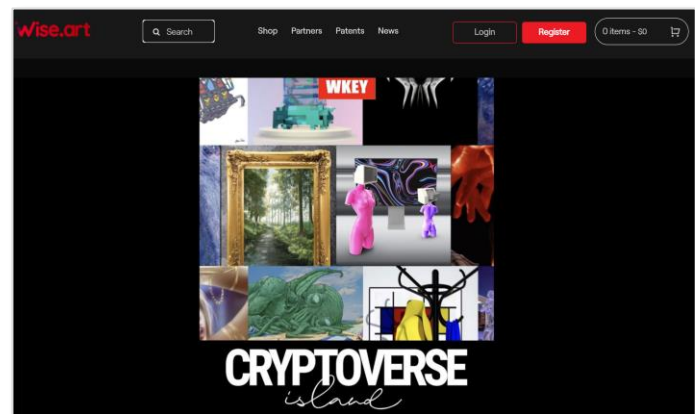 Wise.art
Search
Shop Partners Patents News
Login
Register
0 items - $0
WKEY
CRYPTOVERSE
island